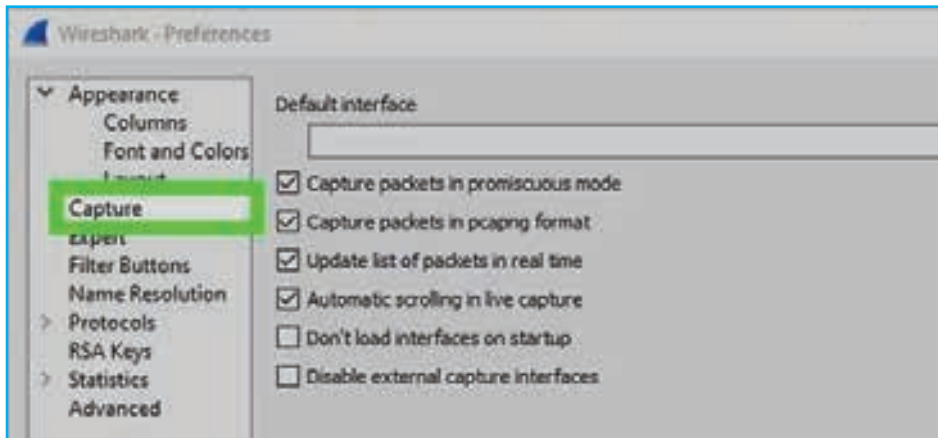 Wireshark - Preferences
Appearance
Columns
Font and Colors
Layout
Capture
Expert
Filter Buttons
Name Resolution
Protocols
RSA Keys
Statistics
Advanced
Default interface
Capture packets in promiscuous mode
Capture packets in pcapng format
Update list of packets in real time
Automatic scrolling in live capture
Don't load interfaces on startup
Disable external capture interfaces